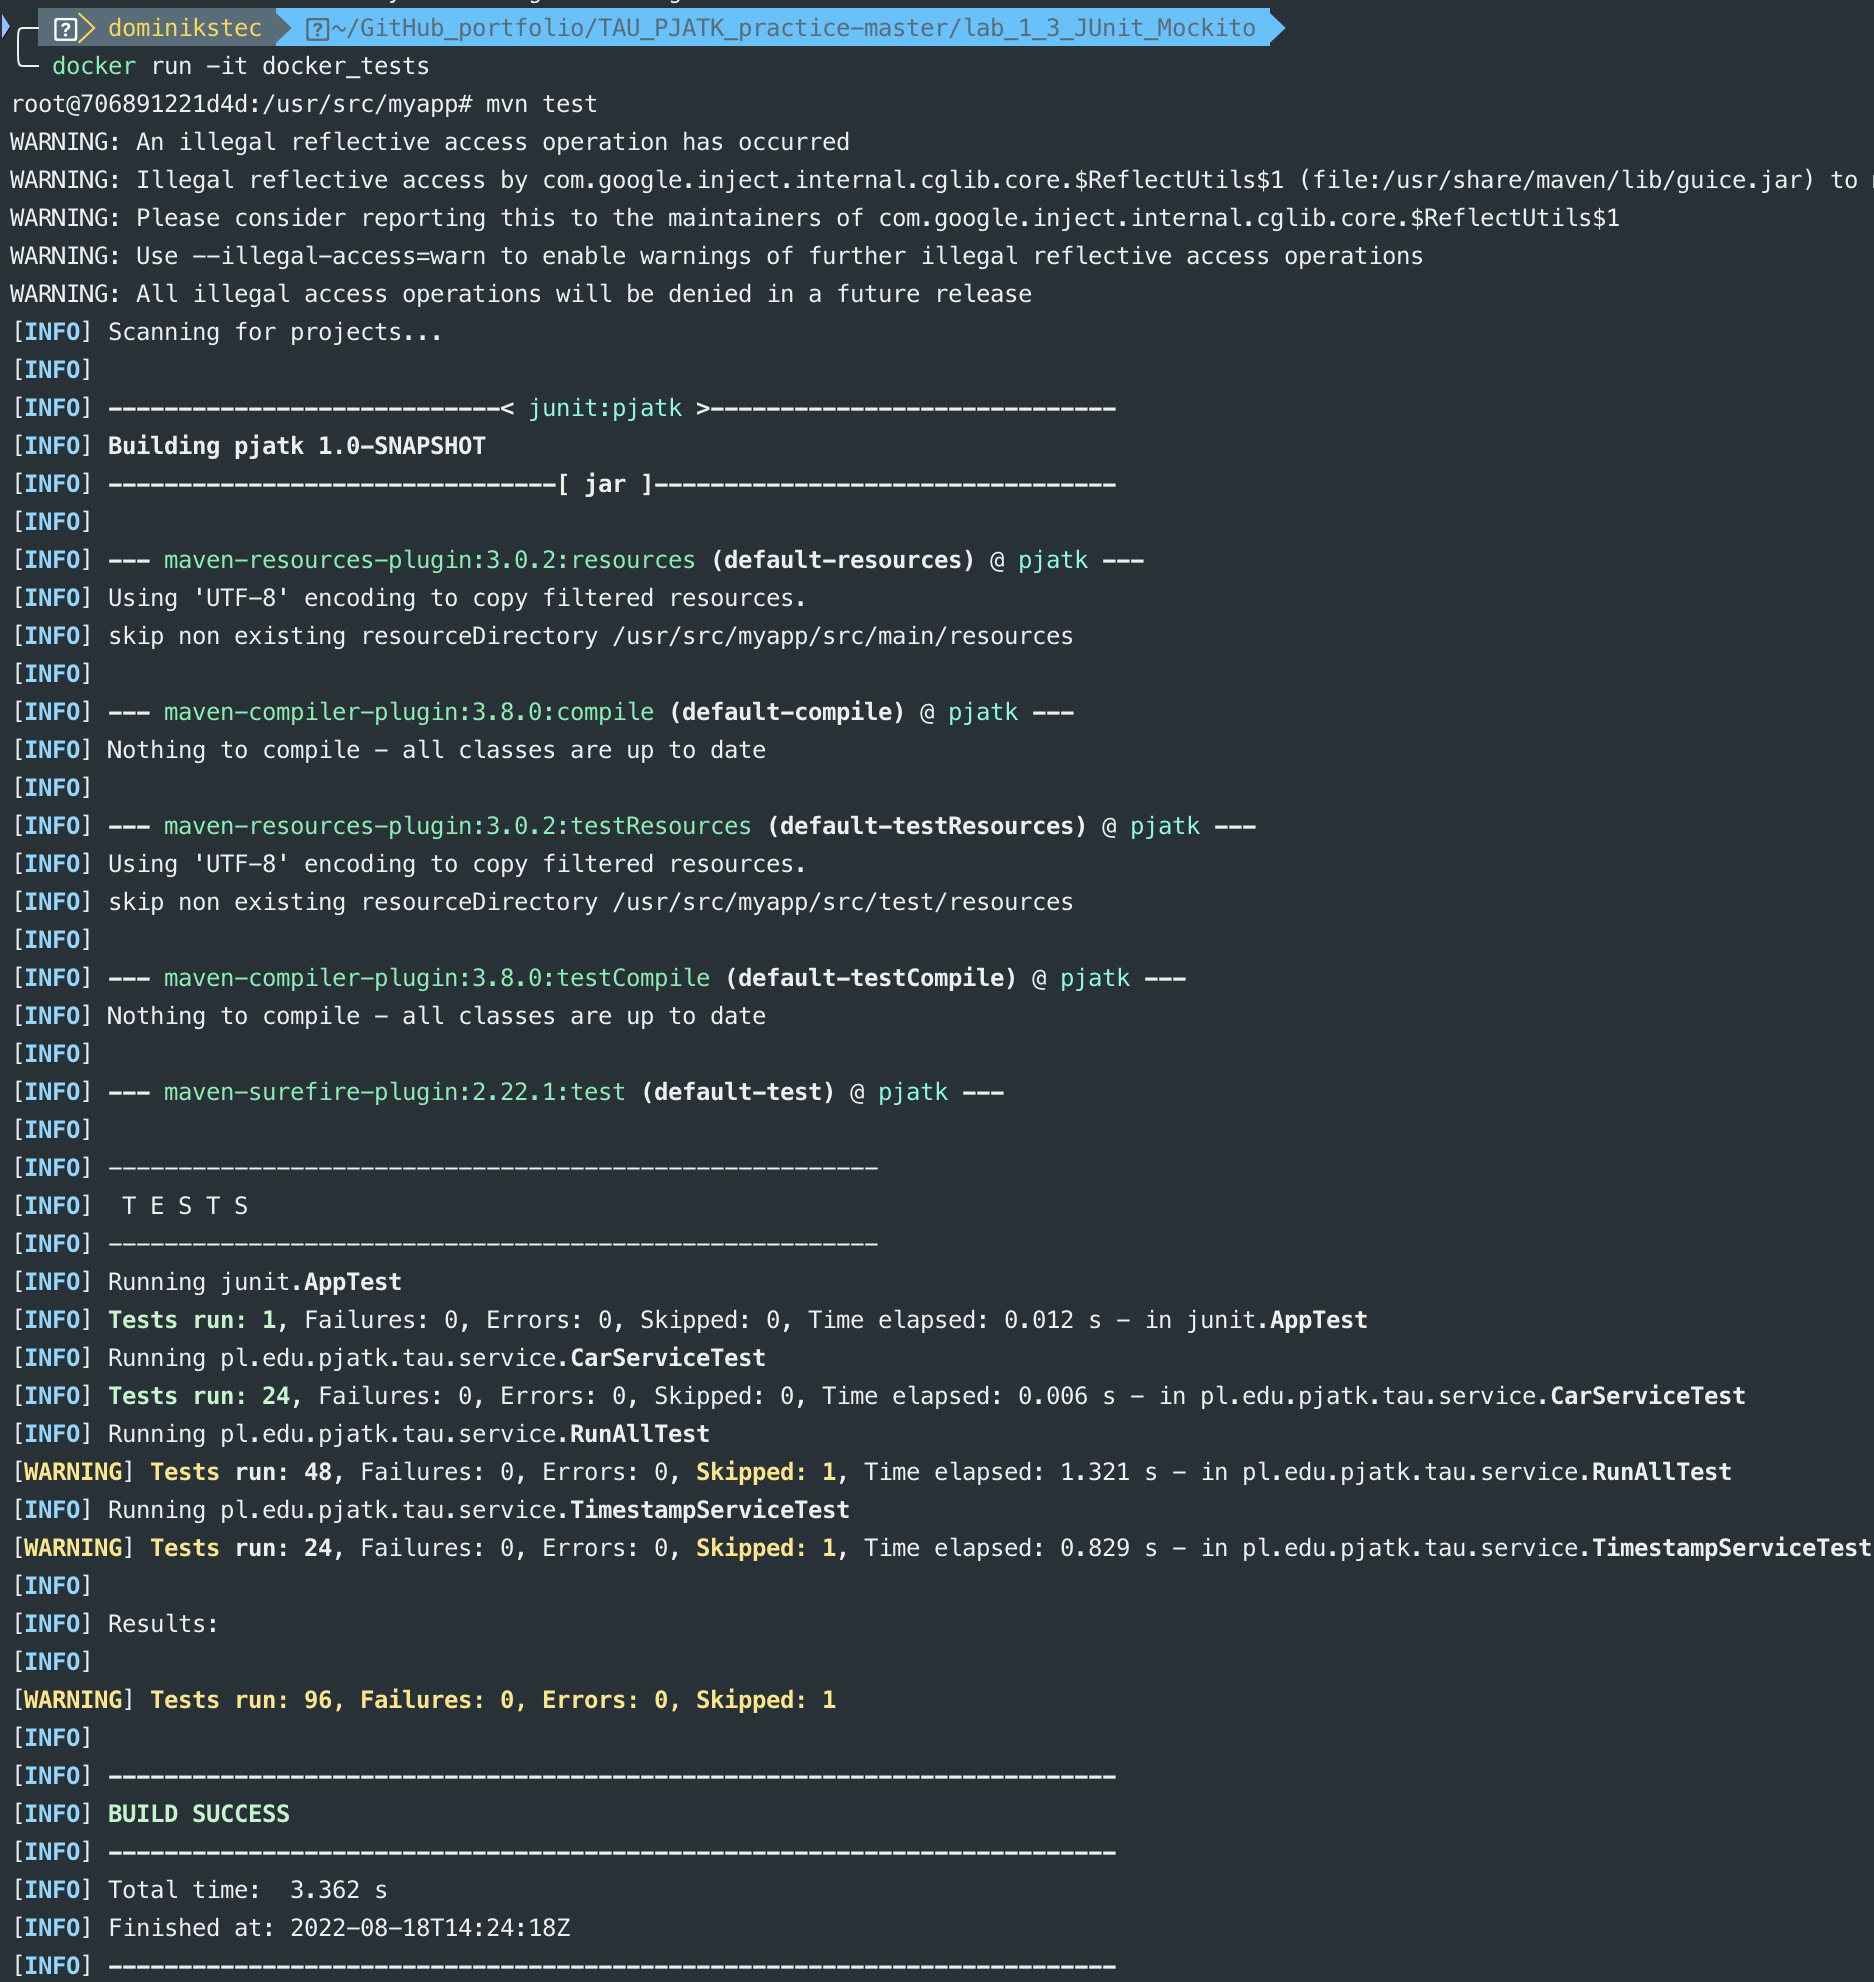 dominikstec ~/GitHub_portfolio/TAU_PJATK_practice-master/lab_1_3_JUnit_Mockito
docker run -it docker_tests
root@706891221d4d:/usr/src/myapp# mvn test
WARNING: An illegal reflective access operation has occurred
WARNING: Illegal reflective access by com.google.inject.internal.cglib.core.$ReflectUtils$1 (file:/usr/share/maven/lib/guice.jar) to
WARNING: Please consider reporting this to the maintainers of com.google.inject.internal.cglib.core.$ReflectUtils$1
WARNING: Use --illegal-access=warn to enable warnings of further illegal reflective access operations
WARNING: All illegal access operations will be denied in a future release
[INFO] Scanning for projects...
[INFO]
[INFO] ----------------------------< junit:pjatk >-----------------------------
[INFO] Building pjatk 1.0-SNAPSHOT
[INFO] --------------------------------[ jar ]---------------------------------
[INFO]
[INFO] --- maven-resources-plugin:3.0.2:resources (default-resources) @ pjatk ---
[INFO] Using 'UTF-8' encoding to copy filtered resources.
[INFO] skip non existing resourceDirectory /usr/src/myapp/src/main/resources
[INFO]
[INFO] --- maven-compiler-plugin:3.8.0:compile (default-compile) @ pjatk ---
[INFO] Nothing to compile - all classes are up to date
[INFO]
[INFO] --- maven-resources-plugin:3.0.2:testResources (default-testResources) @ pjatk ---
[INFO] Using 'UTF-8' encoding to copy filtered resources.
[INFO] skip non existing resourceDirectory /usr/src/myapp/src/test/resources
[INFO]
[INFO] --- maven-compiler-plugin:3.8.0:testCompile (default-testCompile) @ pjatk ---
[INFO] Nothing to compile - all classes are up to date
[INFO]
[INFO] --- maven-surefire-plugin:2.22.1:test (default-test) @ pjatk ---
[INFO]
[INFO] -------------------------------------------------------
[INFO]  T E S T S
[INFO] -------------------------------------------------------
[INFO] Running junit.AppTest
[INFO] Tests run: 1, Failures: 0, Errors: 0, Skipped: 0, Time elapsed: 0.012 s - in junit.AppTest
[INFO] Running pl.edu.pjatk.tau.service.CarServiceTest
[INFO] Tests run: 24, Failures: 0, Errors: 0, Skipped: 0, Time elapsed: 0.006 s - in pl.edu.pjatk.tau.service.CarServiceTest
[INFO] Running pl.edu.pjatk.tau.service.RunAllTest
[WARNING] Tests run: 48, Failures: 0, Errors: 0, Skipped: 1, Time elapsed: 1.321 s - in pl.edu.pjatk.tau.service.RunAllTest
[INFO] Running pl.edu.pjatk.tau.service.TimestampServiceTest
[WARNING] Tests run: 24, Failures: 0, Errors: 0, Skipped: 1, Time elapsed: 0.829 s - in pl.edu.pjatk.tau.service.TimestampServiceTest
[INFO]
[INFO] Results:
[INFO]
[WARNING] Tests run: 96, Failures: 0, Errors: 0, Skipped: 1
[INFO]
[INFO] ------------------------------------------------------------------------
[INFO] BUILD SUCCESS
[INFO] ------------------------------------------------------------------------
[INFO] Total time:  3.362 s
[INFO] Finished at: 2022-08-18T14:24:18Z
[INFO] ------------------------------------------------------------------------